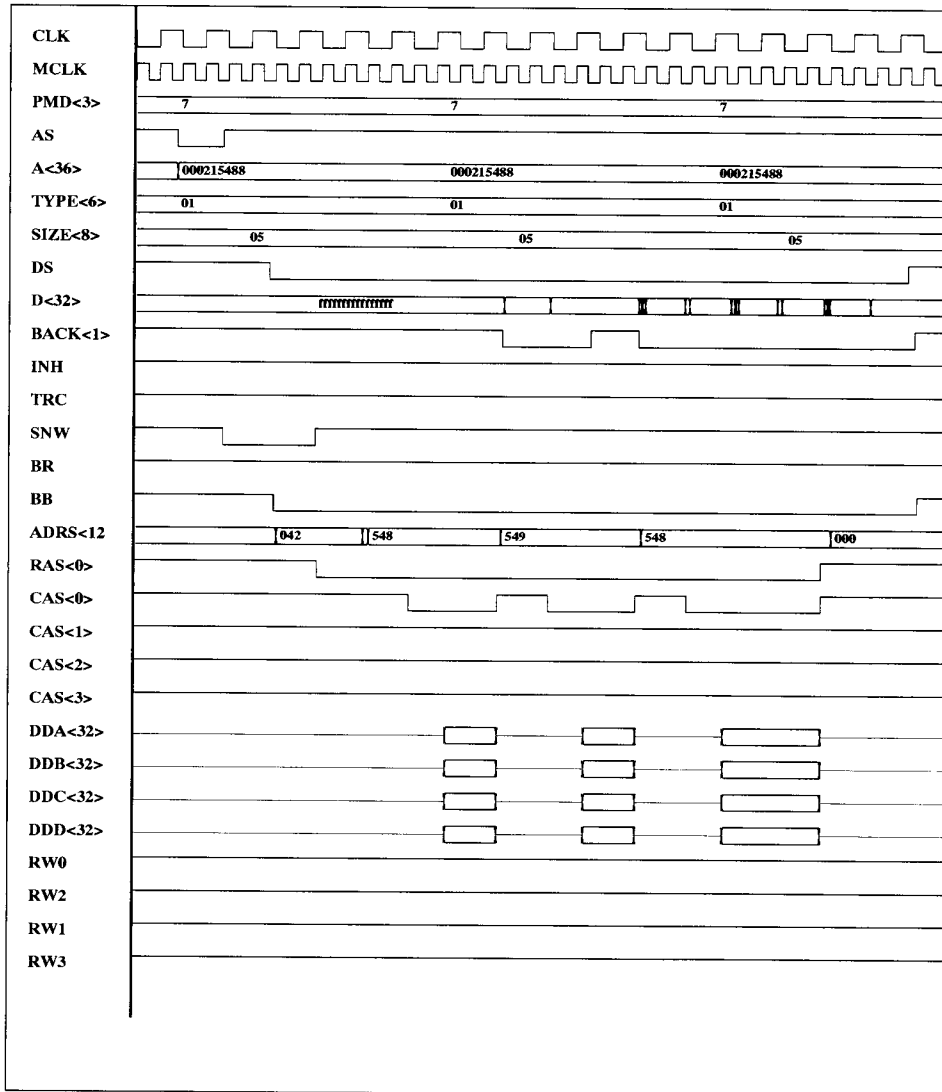 CLK
MCLK
PMD<3> 7 7 7
AS
A<36> 000215488 000215488 000215488
TYPE<6> 01 01 01
SIZE<8> 05 05 05
DS
D<32>
BACK<1>
INH
TRC
SNW
BR
BB
ADRS<12 042 548 549 548 000
RAS<0>
CAS<0>
CAS<1>
CAS<2>
CAS<3>
DDA<32>
DDB<32>
DDC<32>
DDD<32>
RW0
RW2
RW1
RW3